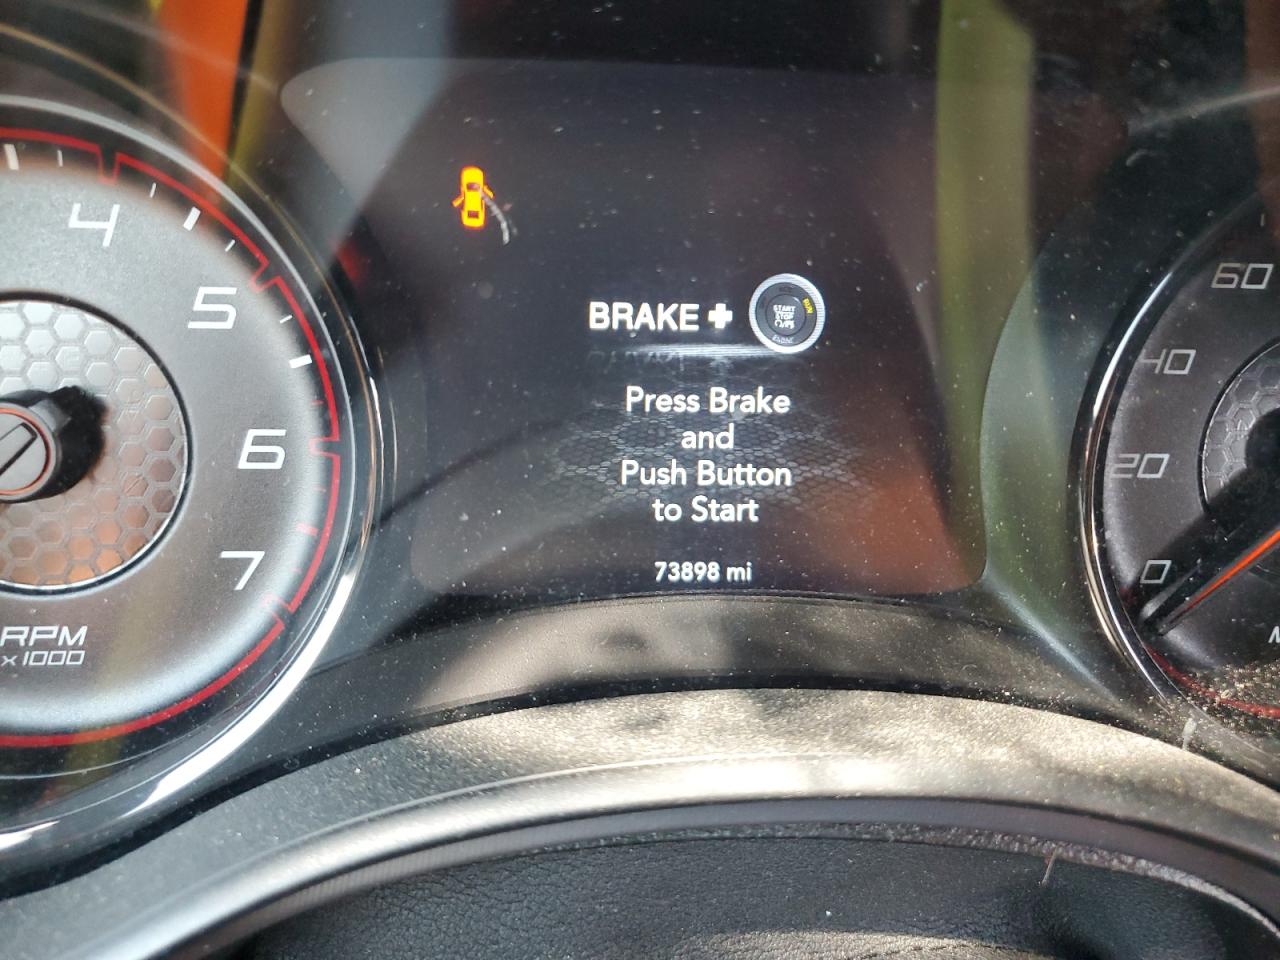 4
5
6
7
RPM
x1000
BRAKE +
START
STOP
RUN
Press Brake
and
Push Button
to Start
73898 mi
60
40
20
0